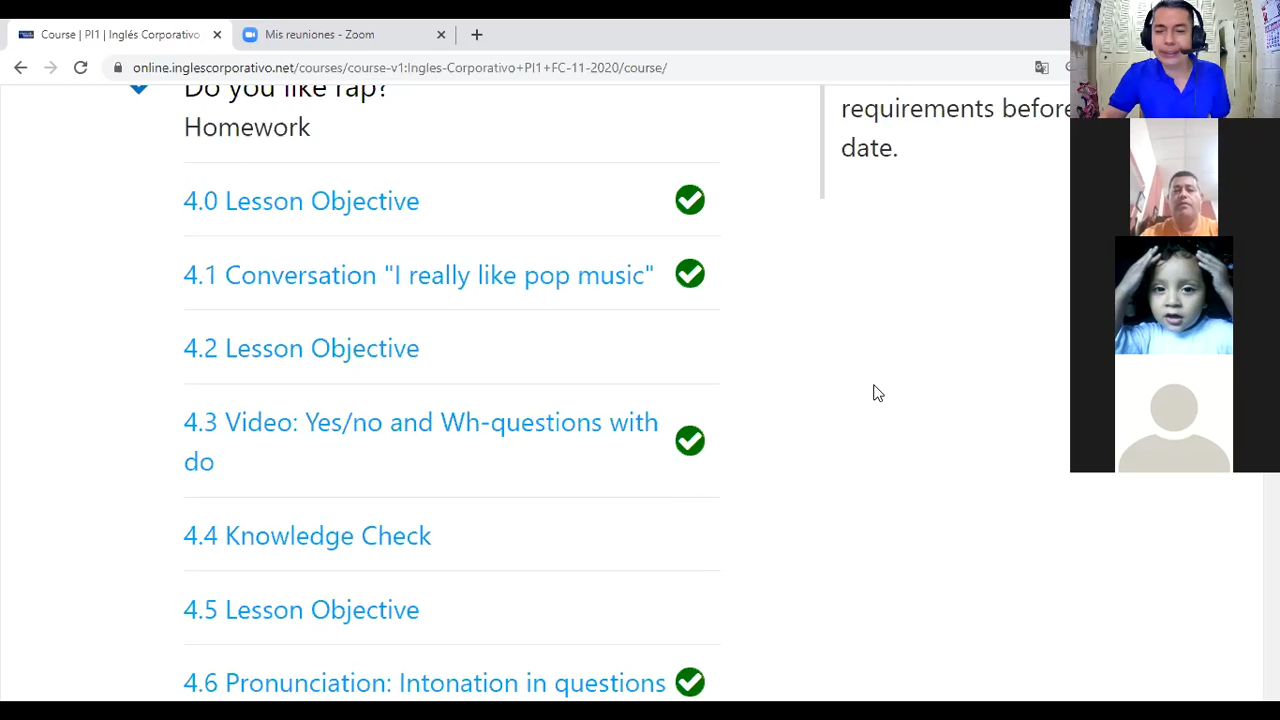 Course | PI1 | Inglés Corporativo
Mis reuniones - Zoom
online.inglescorporativo.net/courses/course-v1:Ingles-Corporativo+PI1+FC-11-2020/course/
Do you like rap?
Homework
4.0 Lesson Objective
4.1 Conversation "I really like pop music"
4.2 Lesson Objective
4.3 Video: Yes/no and Wh-questions with
do
4.4 Knowledge Check
4.5 Lesson Objective
4.6 Pronunciation: Intonation in questions
requirements before
date.